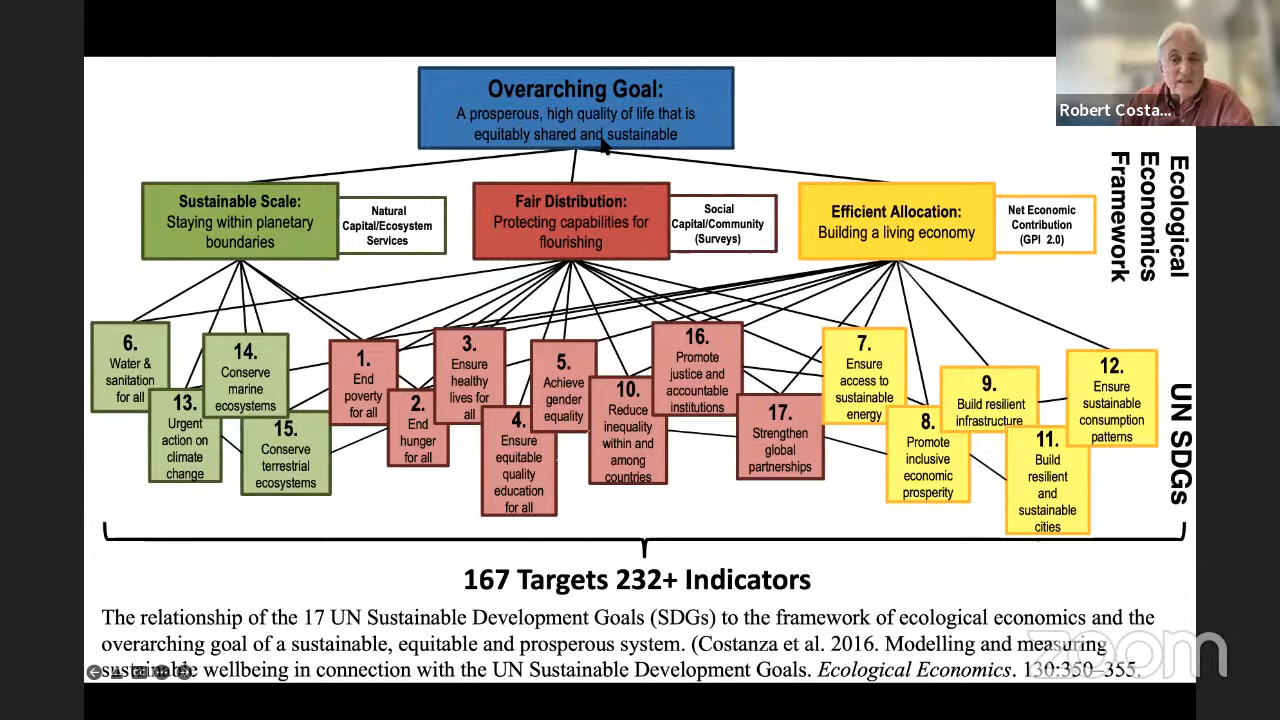 Robert Costa...
Overarching Goal:
A prosperous, high quality of life that is
equitably shared and sustainable
Ecological
Economics
Framework
Sustainable Scale:
Staying within planetary
boundaries
Natural
Capital/Ecosystem
Services
Fair Distribution:
Protecting capabilities for
flourishing
Social
Capital/Community
(Surveys)
Efficient Allocation:
Building a living economy
Net Economic
Contribution
(GPI 2.0)
6.
Water &
sanitation
for all
13.
Urgent
action on
climate
change
14.
Conserve
marine
ecosystems
15.
Conserve
terrestrial
ecosystems
1.
End
poverty
for all
2.
End
hunger
for all
3.
Ensure
healthy
lives for
all
4.
Ensure
equitable
quality
education
for all
5.
Achieve
gender
equality
10.
Reduce
inequality
within and
among
countries
16.
Promote
justice and
accountable
institutions
17.
Strengthen
global
partnerships
7.
Ensure
access to
sustainable
energy
8.
Promote
inclusive
economic
prosperity
9.
Build resilient
infrastructure
11.
Build
resilient
and
sustainable
cities
12.
Ensure
sustainable
consumption
patterns
UN SDGs
167 Targets 232+ Indicators
The relationship of the 17 UN Sustainable Development Goals (SDGs) to the framework of ecological economics and the
overarching goal of a sustainable, equitable and prosperous system. (Costanza et al. 2016. Modelling and measuring
sustainable wellbeing in connection with the UN Sustainable Development Goals. Ecological Economics. 130:350–355.
zoom